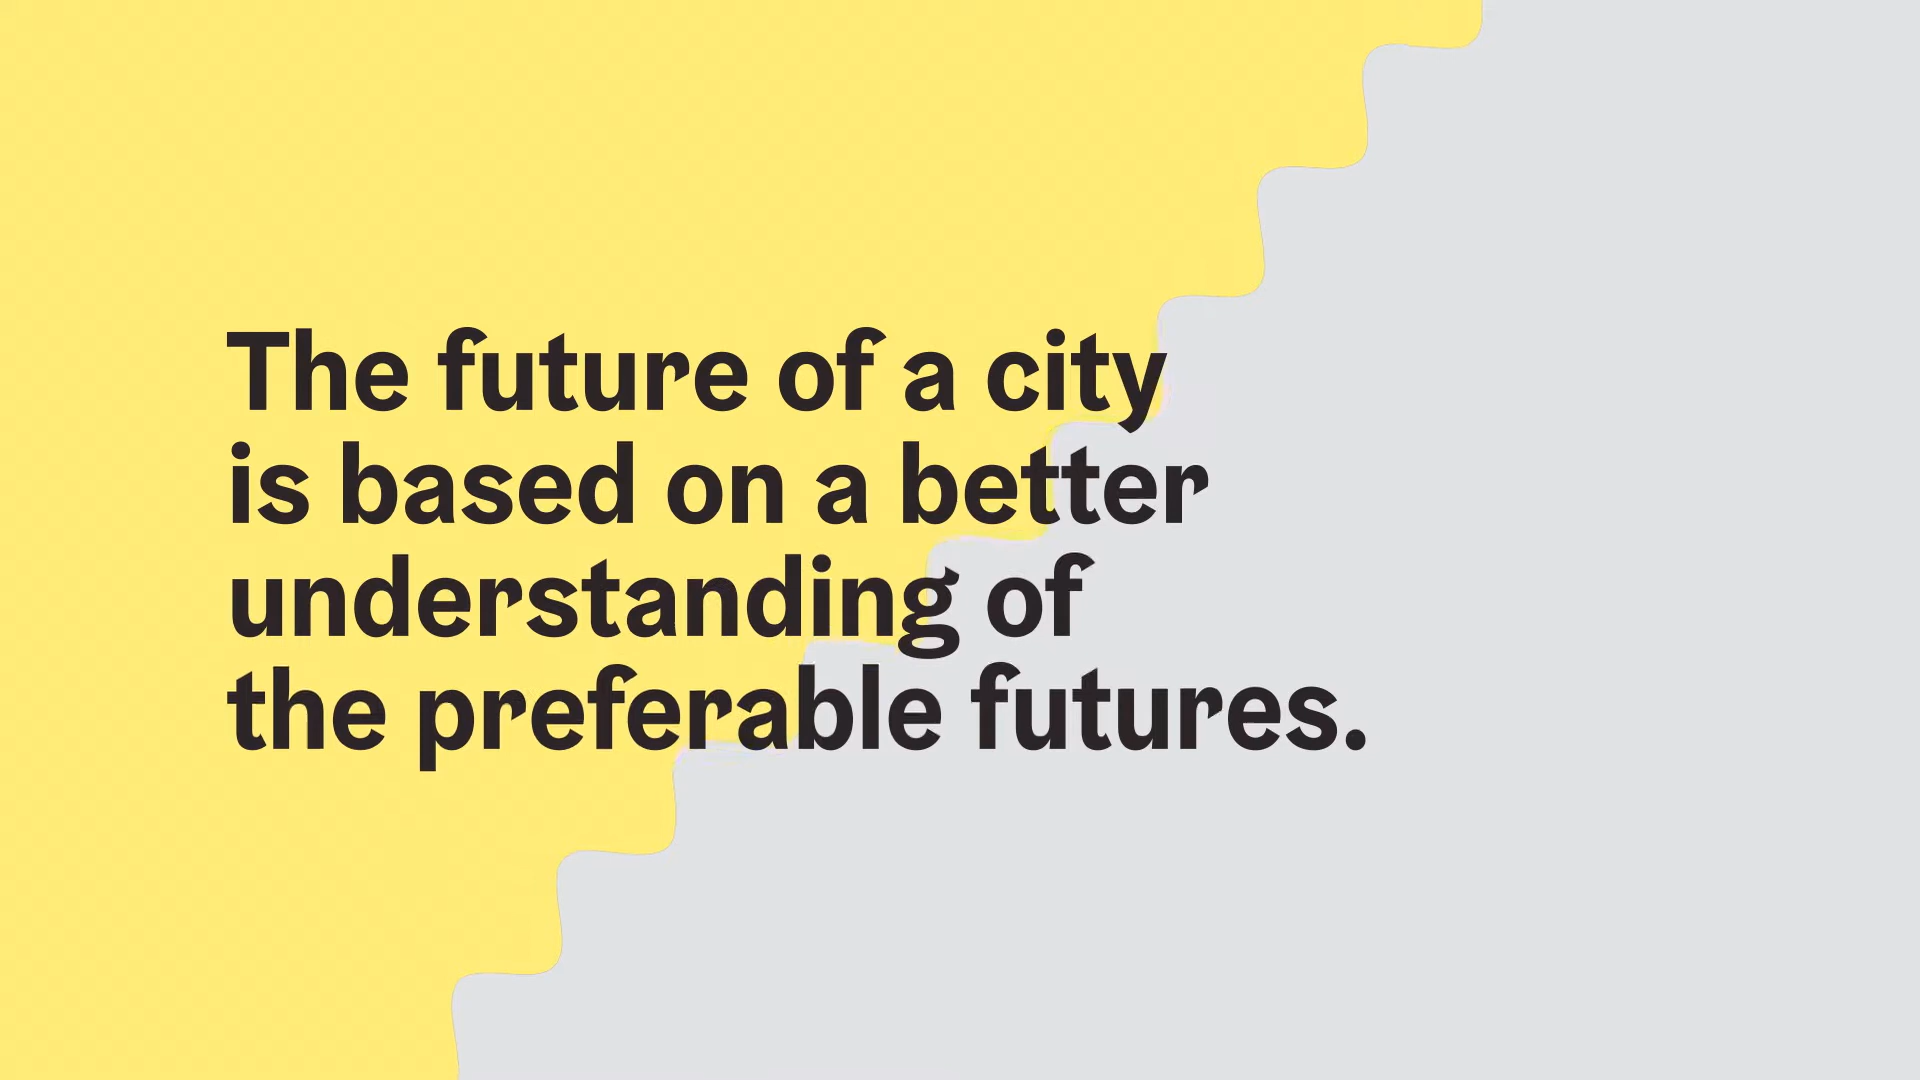 The future of a city
is based on a better
understanding of
the preferable futures.